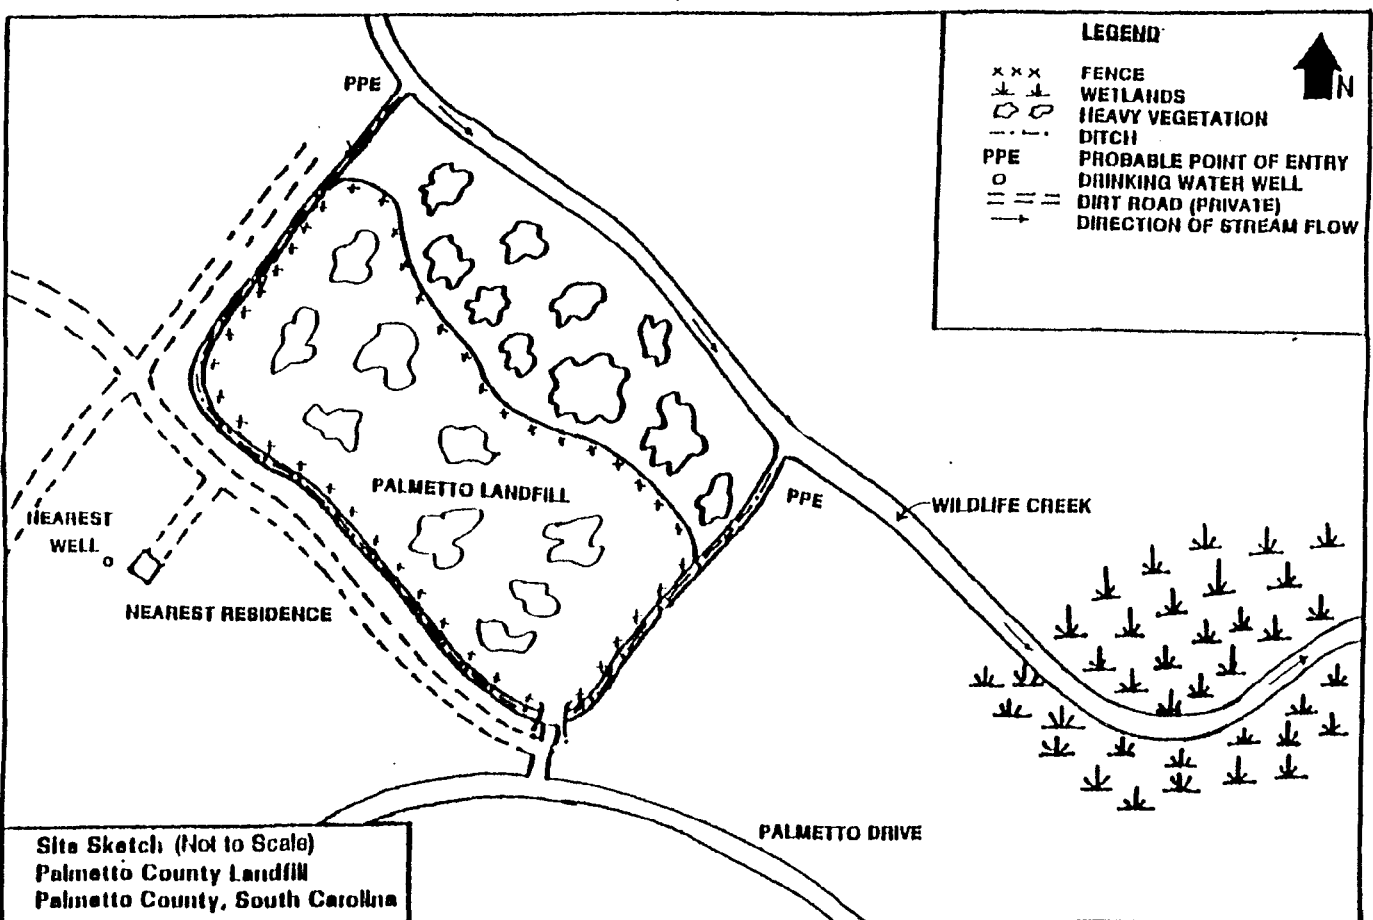 LEGEND
N
FENCE
WETLANDS
HEAVY VEGETATION
DITCH
PPE PROBABLE POINT OF ENTRY
DRINKING WATER WELL
DIRT ROAD (PRIVATE)
DIRECTION OF STREAM FLOW
PPE
PALMETTO LANDFILL
PPE
WILDLIFE CREEK
NEAREST
WELL
NEAREST RESIDENCE
PALMETTO DRIVE
Site Sketch (Not to Scale)
Palmetto County Landfill
Palmetto County, South Carolina